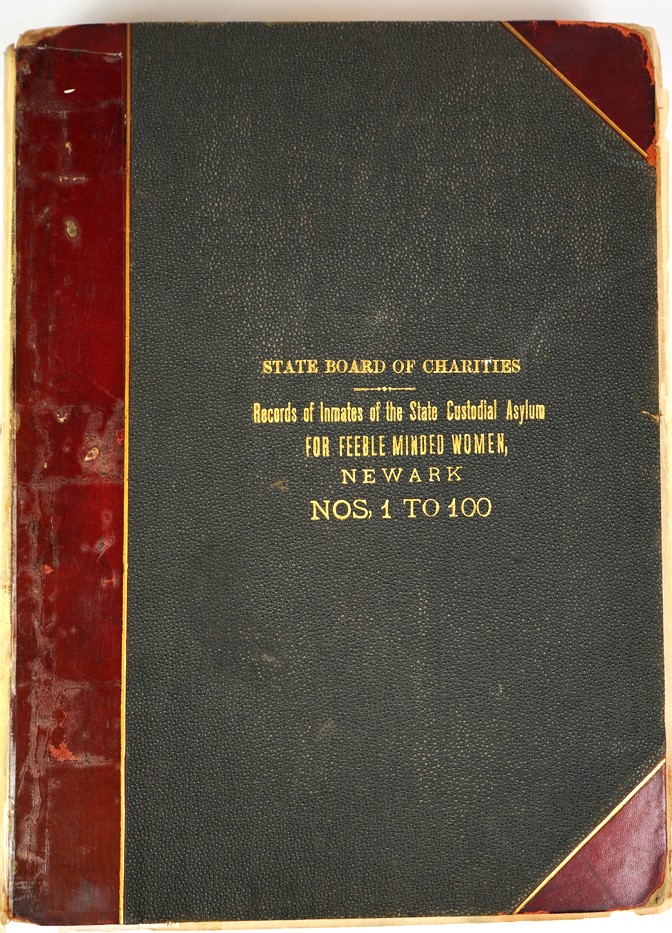 STATE BOARD OF CHARITIES
Records of Inmates of the State Custodial Asylum
FOR FEEBLE MINDED WOMEN,
NEWARK
NOS, 1 TO 100